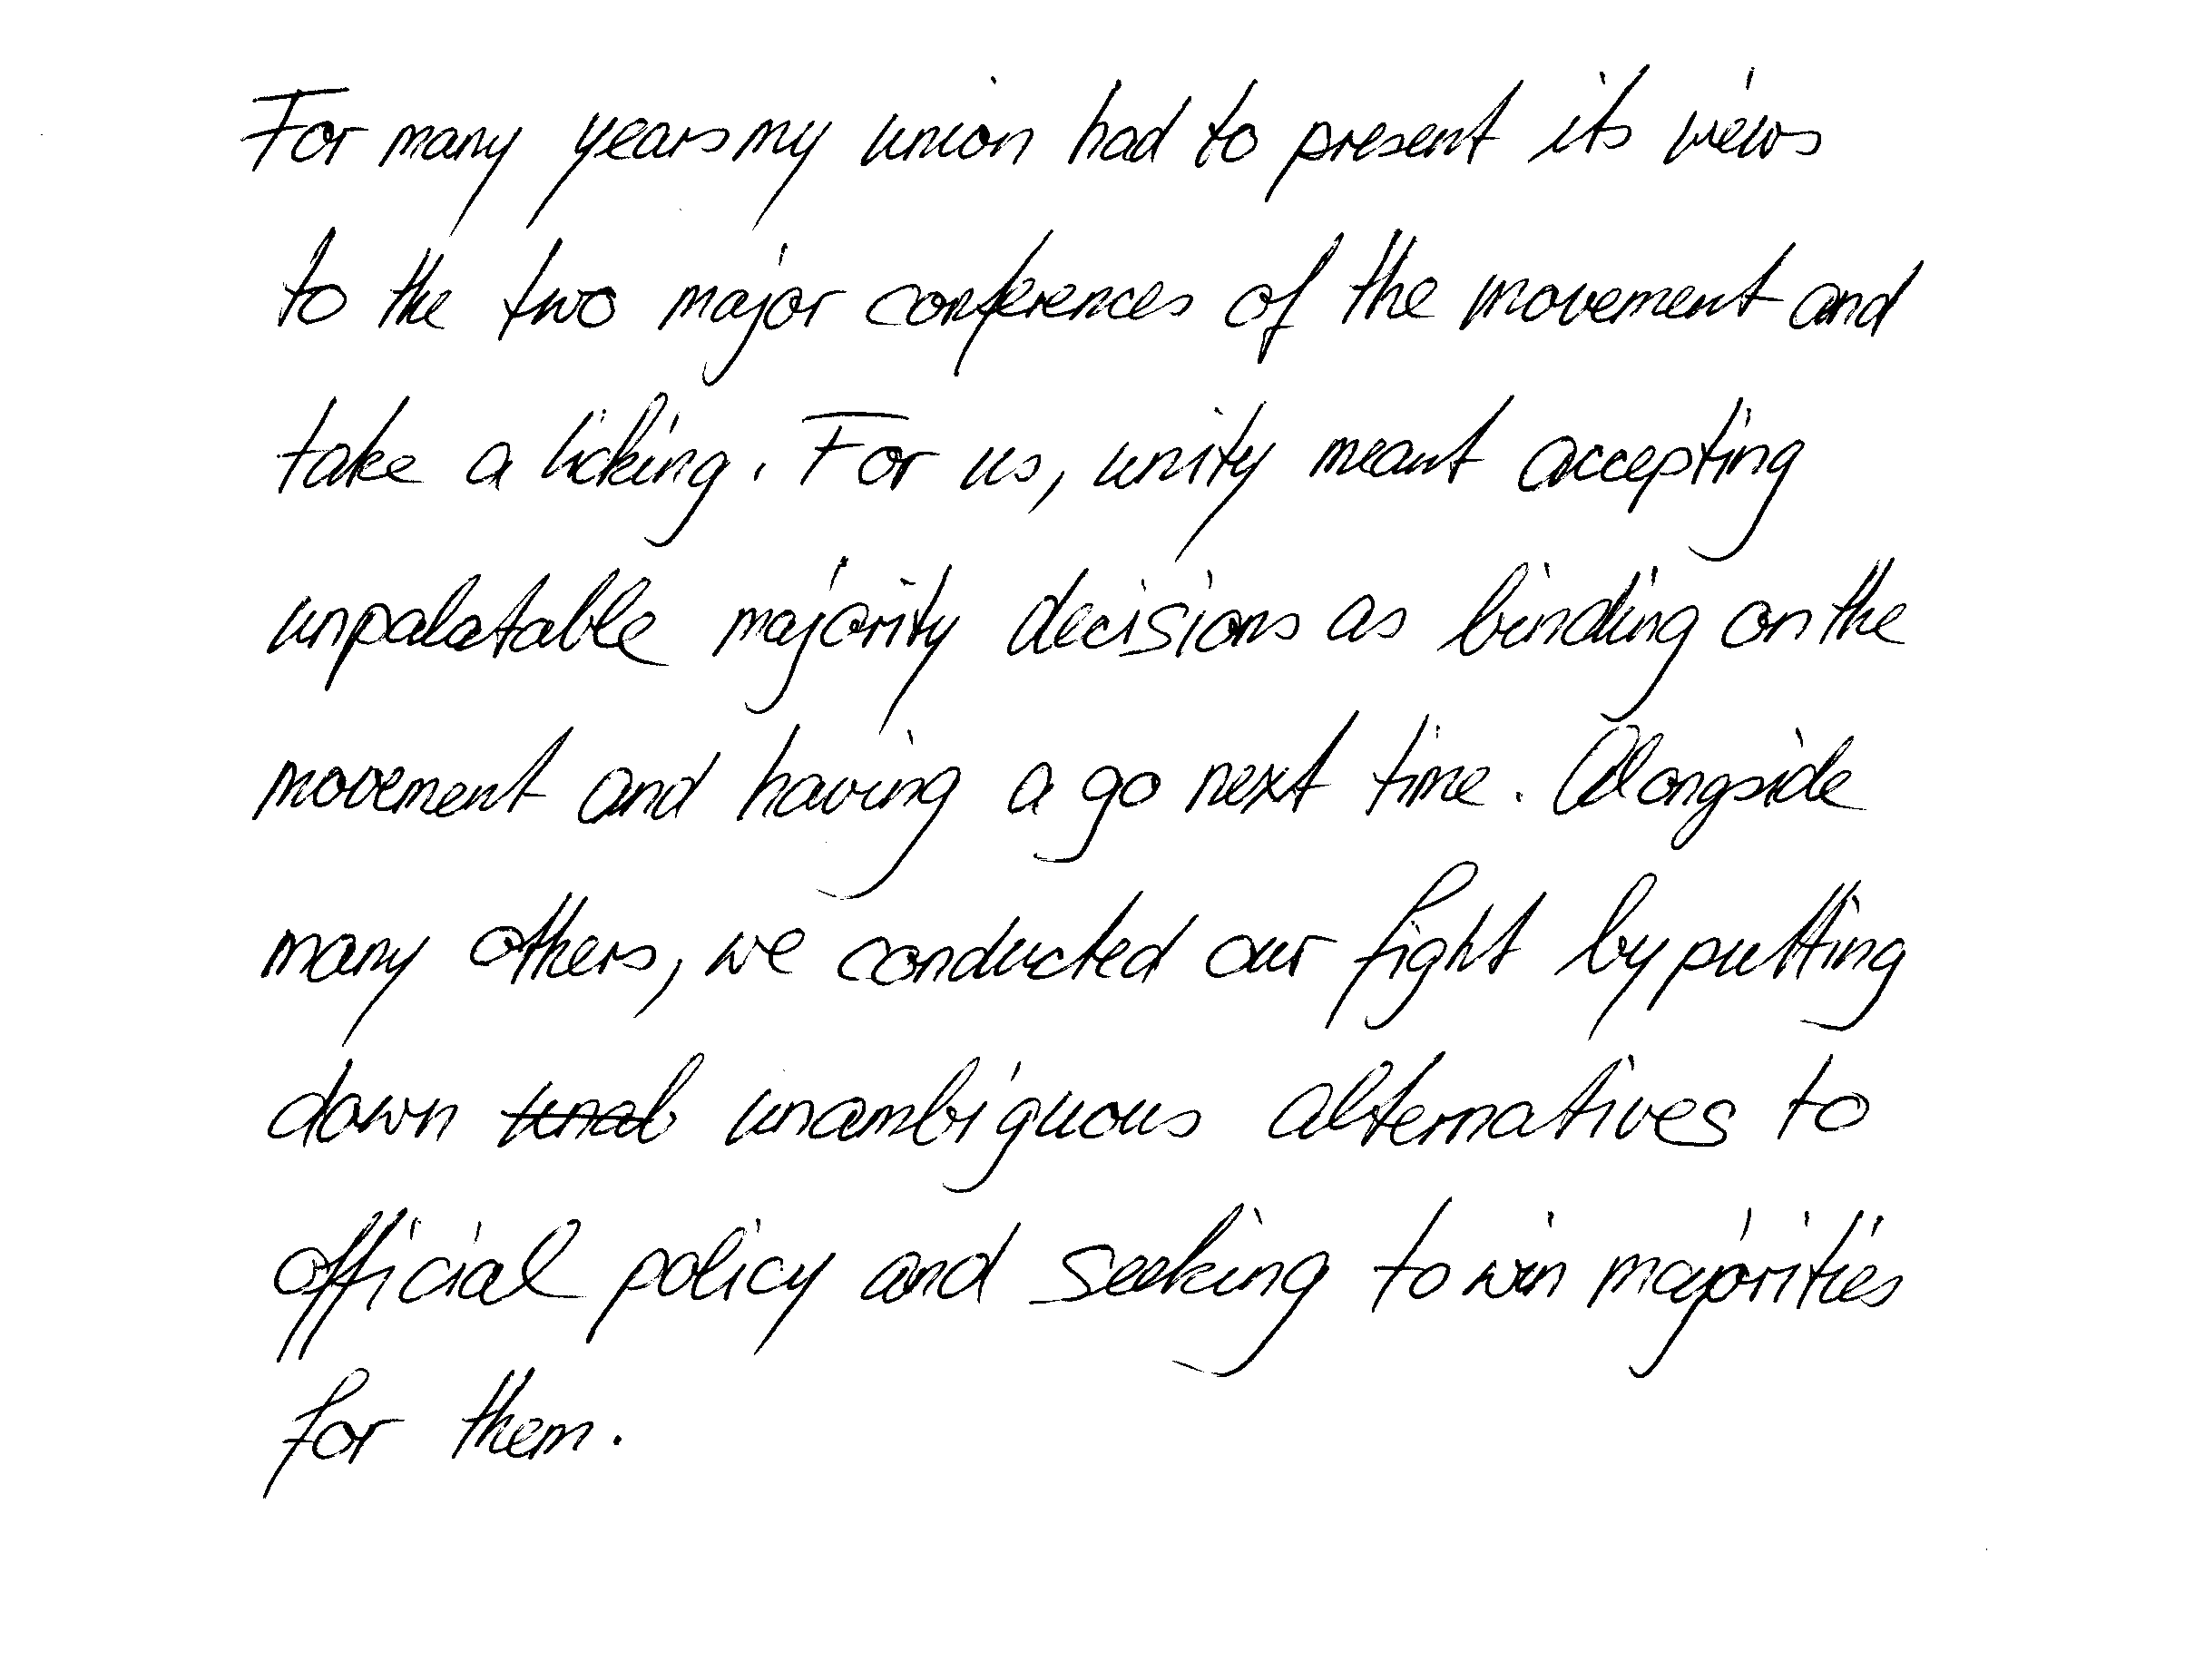 For many years my union had to present its views
to the two major conferences of the movement and
take a licking. For us, unity meant accepting
unpalatable majority decisions as binding on the
movement and having a go next time. Alongside
many others, we conducted our fight by putting
down unambiguous alternatives to
official policy and seeking to win majorities
for them.